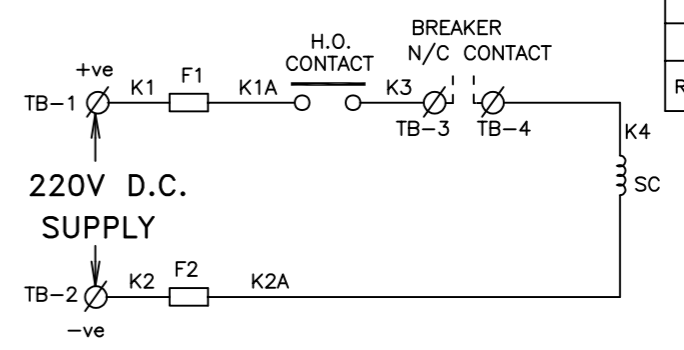 BREAKER
N/C CONTACT
H.O.
CONTACT
+ve
TB-1
K1
F1
K1A
K3
TB-3
TB-4
K4
R
220V D.C.
SUPPLY
SC
TB-2
K2
F2
K2A
-ve